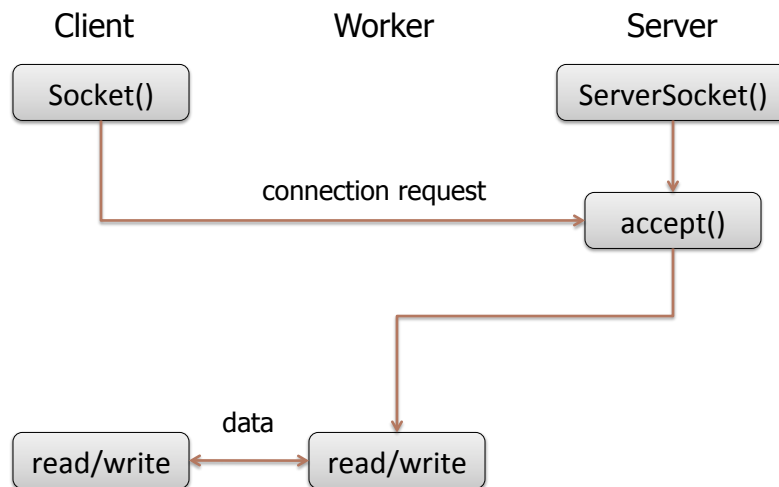 Client
Worker
Server
Socket()
ServerSocket()
connection request
accept()
data
read/write
read/write